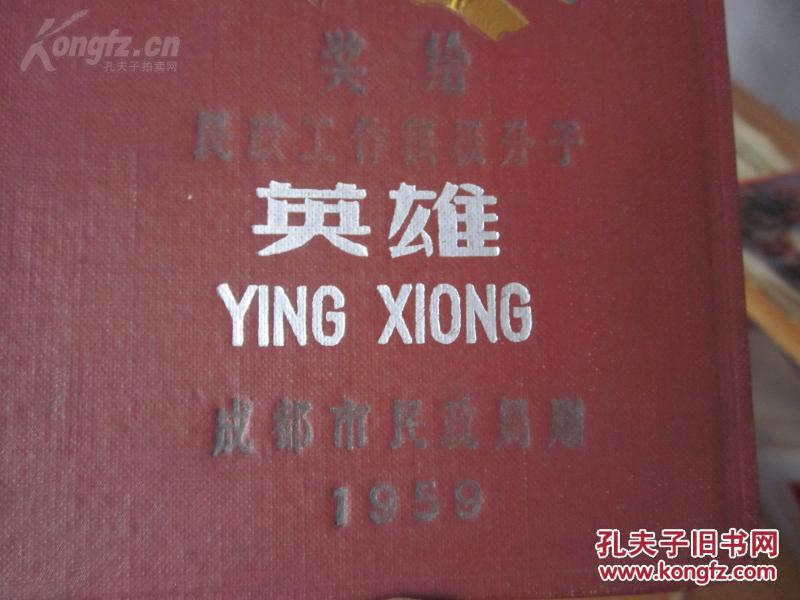 Kongfz.cn
孔夫子拍卖网
奖给
民政工作积极分子
英雄
YING XIONG
成都市民政局赠
1959
孔夫子旧书网
www.kongfz.com